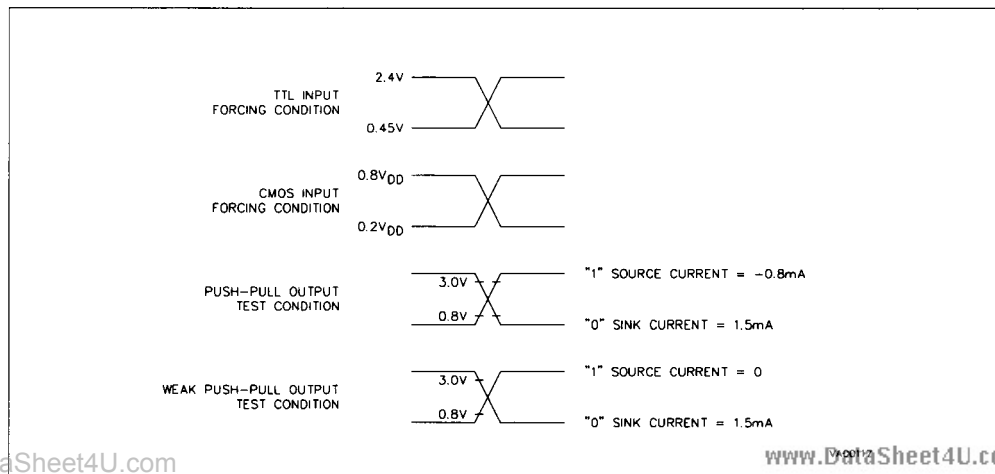 TTL INPUT
FORCING CONDITION
2.4V
0.45V
CMOS INPUT
FORCING CONDITION
0.8VDD
0.2VDD
PUSH-PULL OUTPUT
TEST CONDITION
3.0V
0.8V
"1" SOURCE CURRENT = -0.8mA
"0" SINK CURRENT = 1.5mA
WEAK PUSH-PULL OUTPUT
TEST CONDITION
3.0V
0.8V
"1" SOURCE CURRENT = 0
"0" SINK CURRENT = 1.5mA
aSheet4U.com
www.DataSheet4U.co